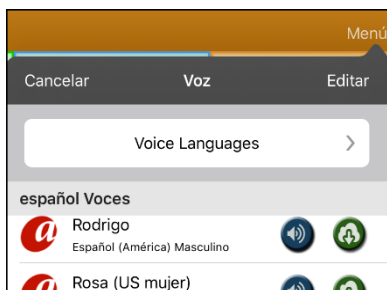 Menú
Cancelar Voz Editar
Voice Languages
español Voces
Rodrigo
Español (América) Masculino
Rosa (US mujer)